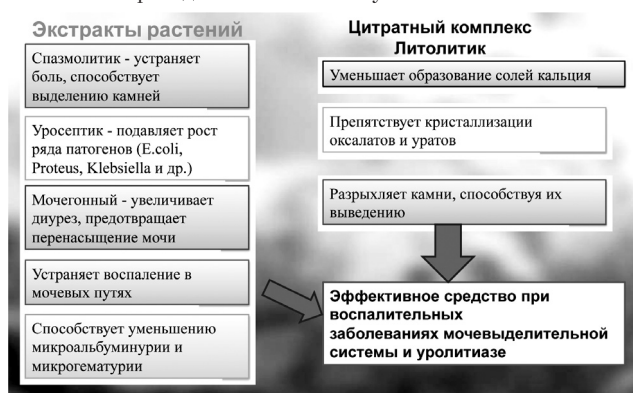 Экстракты растений
Спазмолитик - устраняет
боль, способствует
выделению камней
Уросептик - подавляет рост
ряда патогенов (E.coli,
Proteus, Klebsiella и др.)
Мочегонный - увеличивает
диурез, предотвращает
перенасыщение мочи
Устраняет воспаление в
мочевых путях
Способствует уменьшению
микроальбуминурии и
микрогематурии
Цитратный комплекс
Литолитик
Уменьшает образование солей кальция
Препятствует кристаллизации
оксалатов и уратов
Разрыхляет камни, способствуя их
выведению
Эффективное средство при
воспалительных
заболеваниях мочевыделительной
системы и уролитиазе